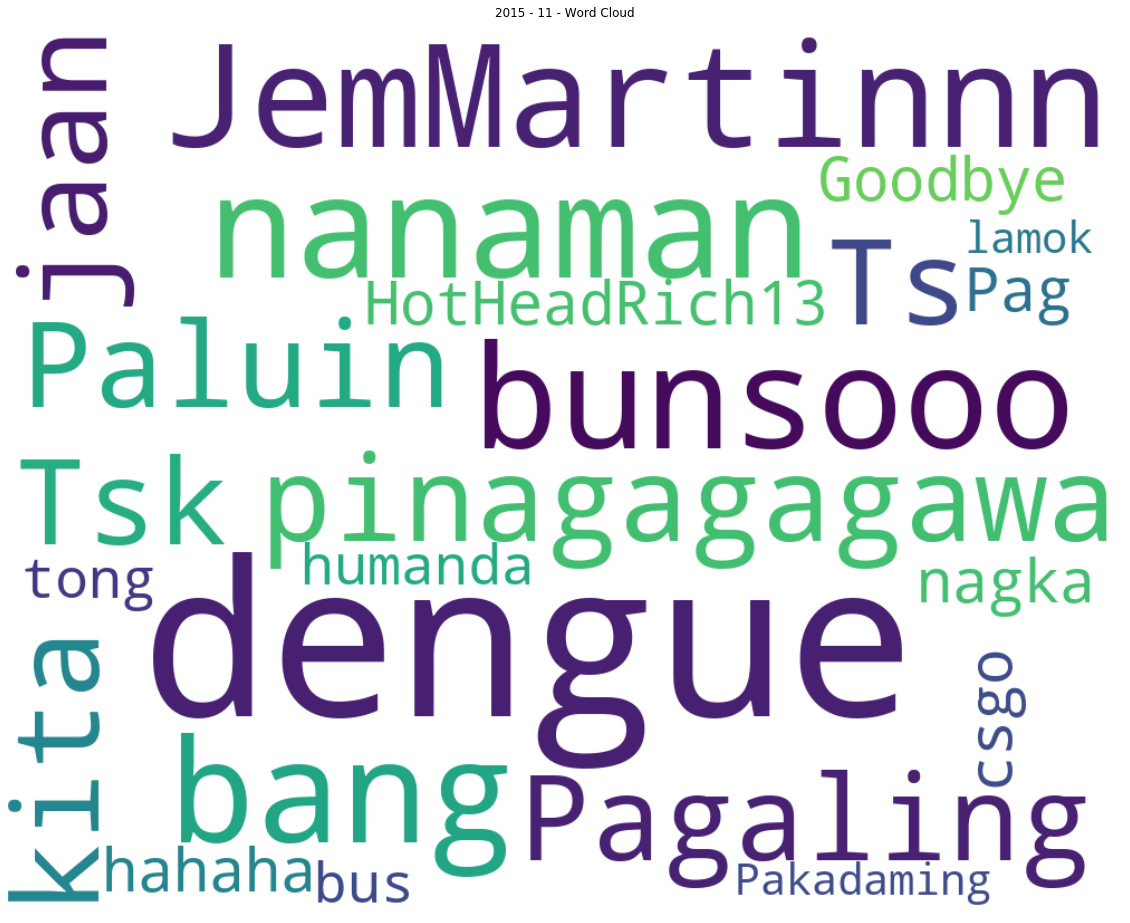 2015 - 11 - Word Cloud
jaan
JemMartinnn
Goodbye
nanaman
lamok
Ts
Pag
HotHeadRich13
Paluin
bunsooo
Tsk
pinagagagawa
humanda
tong
nagka
dengue
kita
csgo
bang
Pagaling
hahaha
bus
Pakadaming